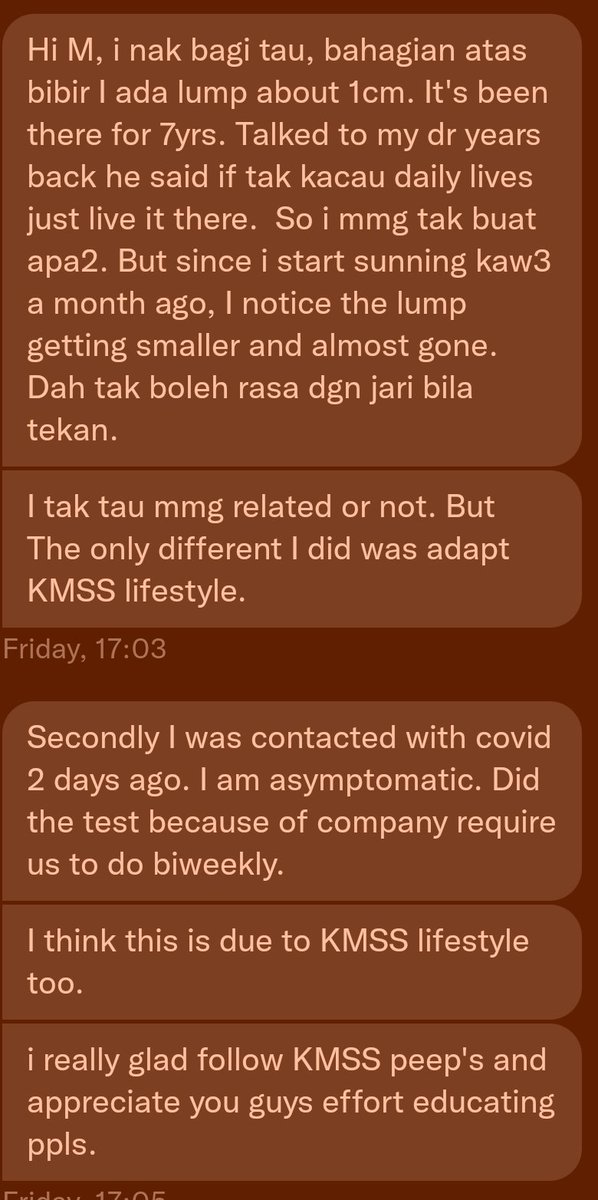 Hi M, i nak bagi tau, bahagian atas
bibir I ada lump about 1cm. It's been
there for 7yrs. Talked to my dr years
back he said if tak kacau daily lives
just live it there.  So i mmg tak buat
apa2. But since i start sunning kaw3
a month ago, I notice the lump
getting smaller and almost gone.
Dah tak boleh rasa dgn jari bila
tekan.
I tak tau mmg related or not. But
The only different I did was adapt
KMSS lifestyle.
Friday, 17:03
Secondly I was contacted with covid
2 days ago. I am asymptomatic. Did
the test because of company require
us to do biweekly.
I think this is due to KMSS lifestyle
too.
i really glad follow KMSS peep's and
appreciate you guys effort educating
ppls.
Friday, 17:05